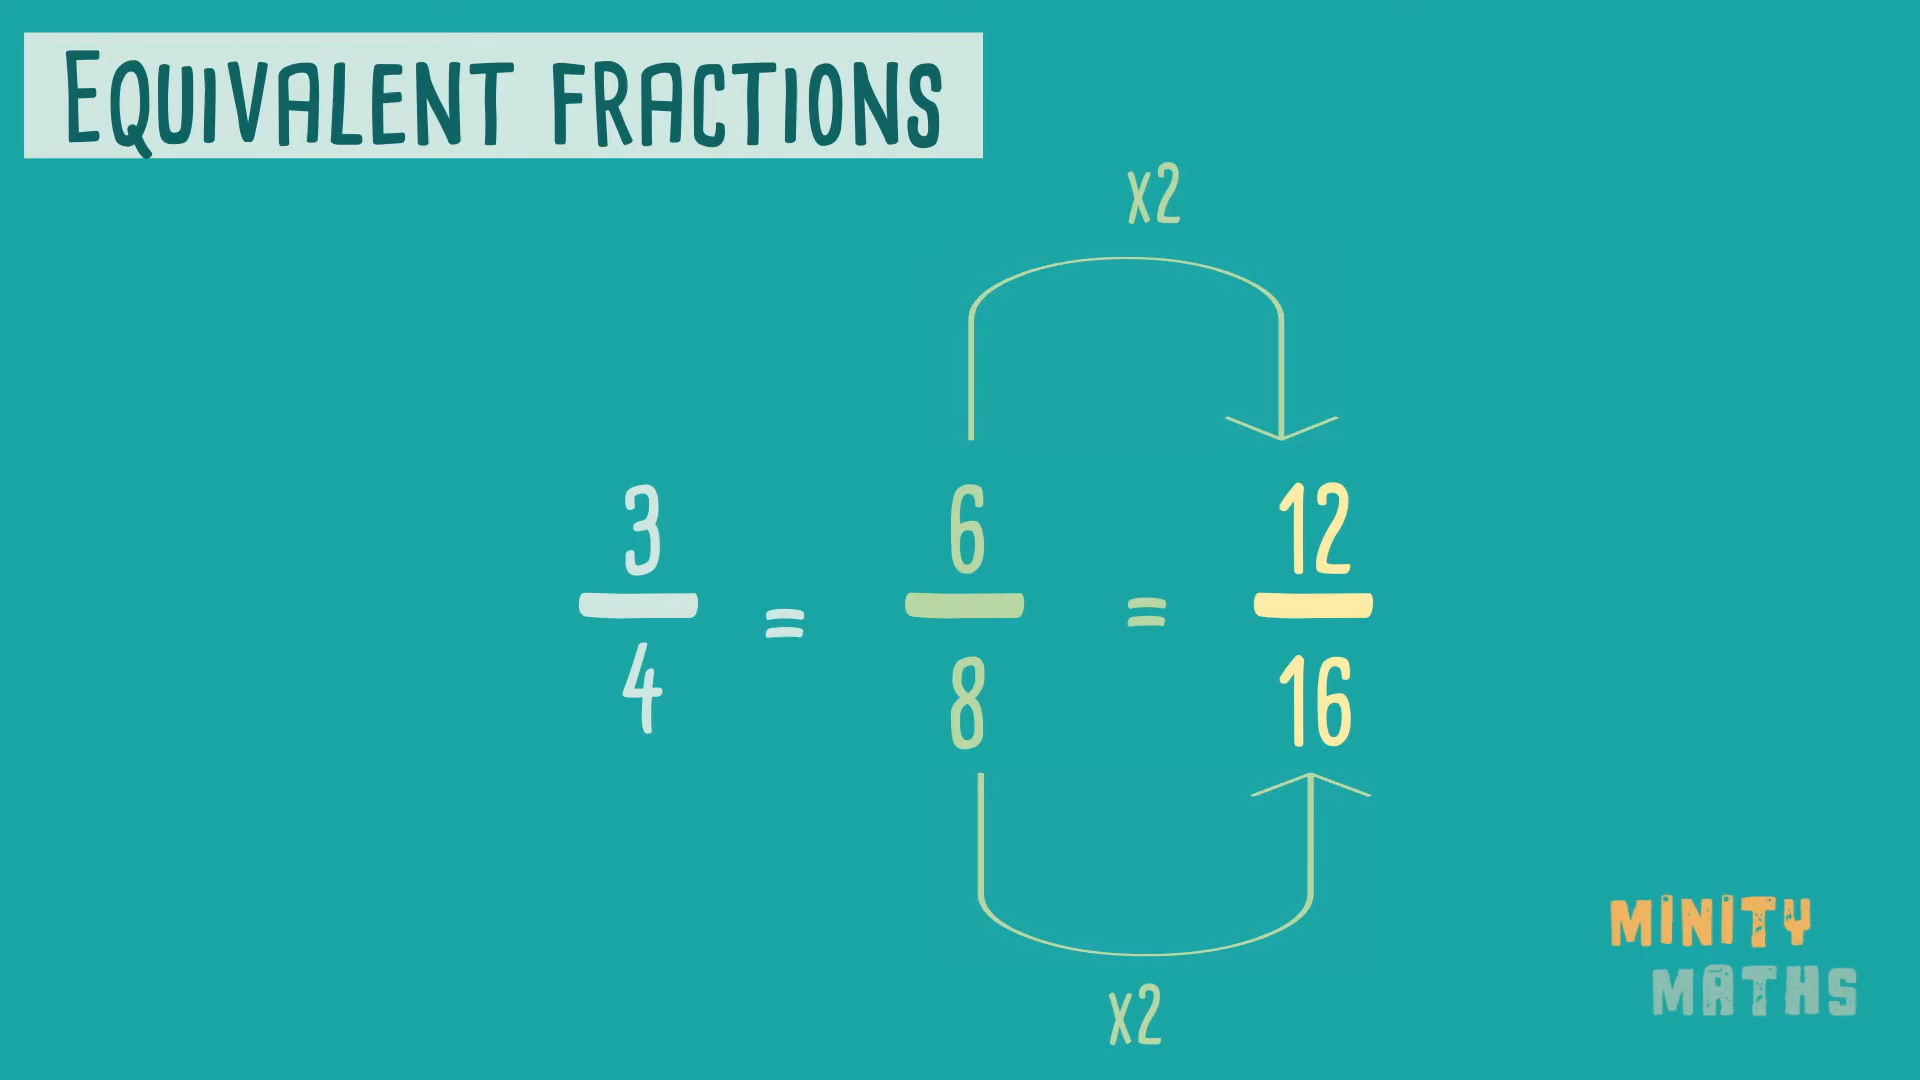 EQUIVALENT FRACTIONS
x2
3 6 12
= =
4 8 16
x2
MINITY
MATHS